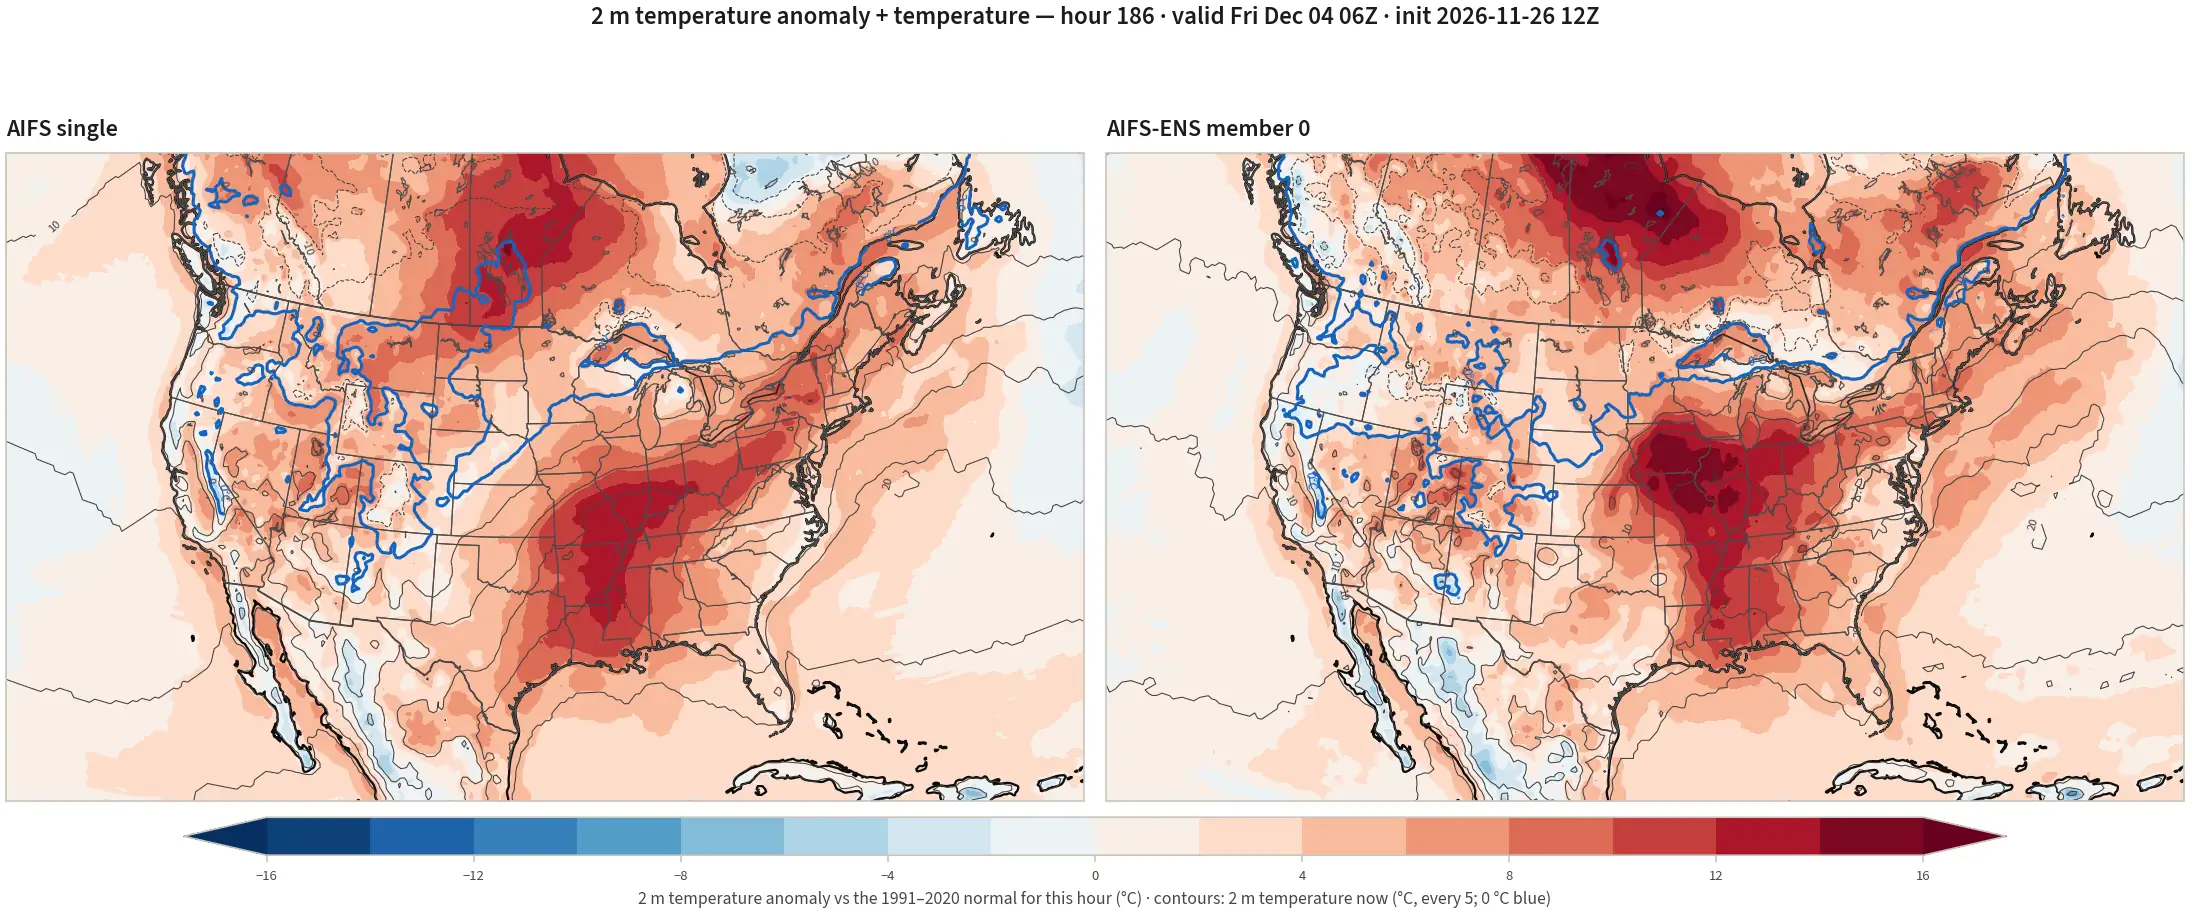 2 m temperature anomaly + temperature — hour 186 · valid Fri Dec 04 06Z · init 2026-11-26 12Z
AIFS single
AIFS-ENS member 0
−16 −12 −8 −4 0 4 8 12 16
2 m temperature anomaly vs the 1991–2020 normal for this hour (°C) · contours: 2 m temperature now (°C, every 5; 0 °C blue)